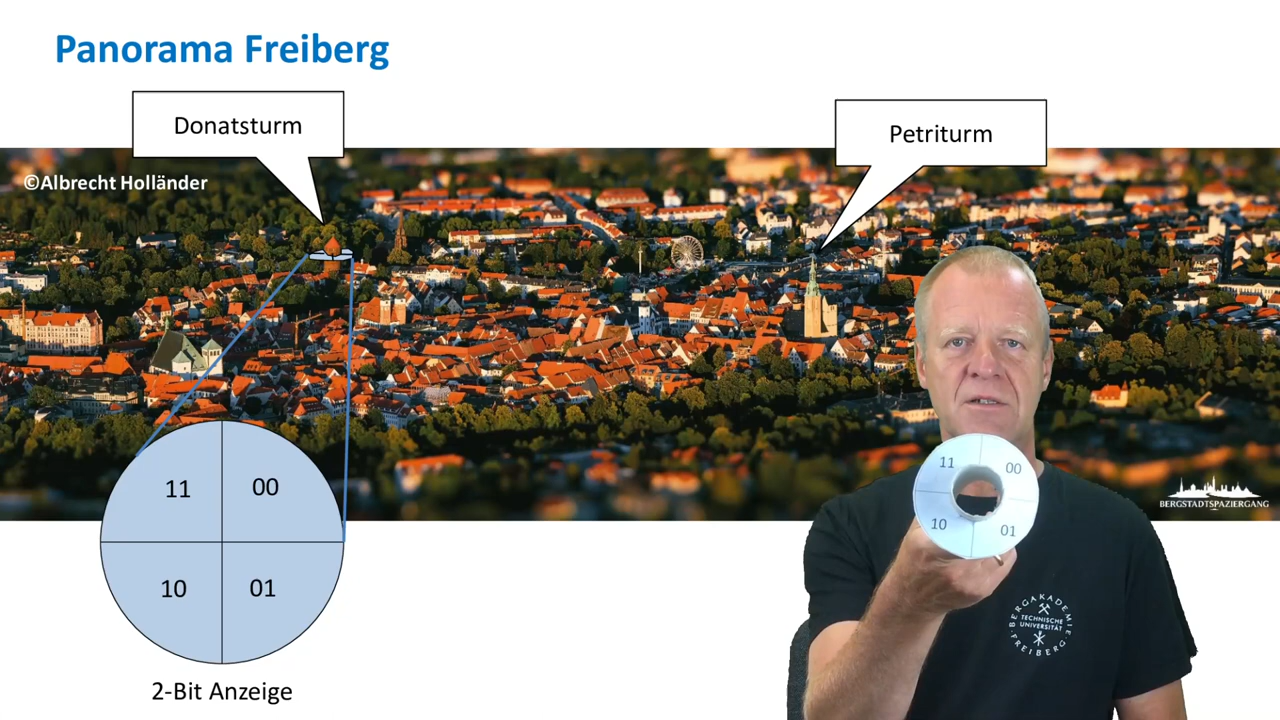 Panorama Freiberg
Donatsturm
Petriturm
©Albrecht Holländer
BERGSTADTSPAZIERGANG
11
00
10
01
2-Bit Anzeige
11
00
10
01
BERGAKADEMIE
TECHNISCHE
UNIVERSITÄT
FREIBERG